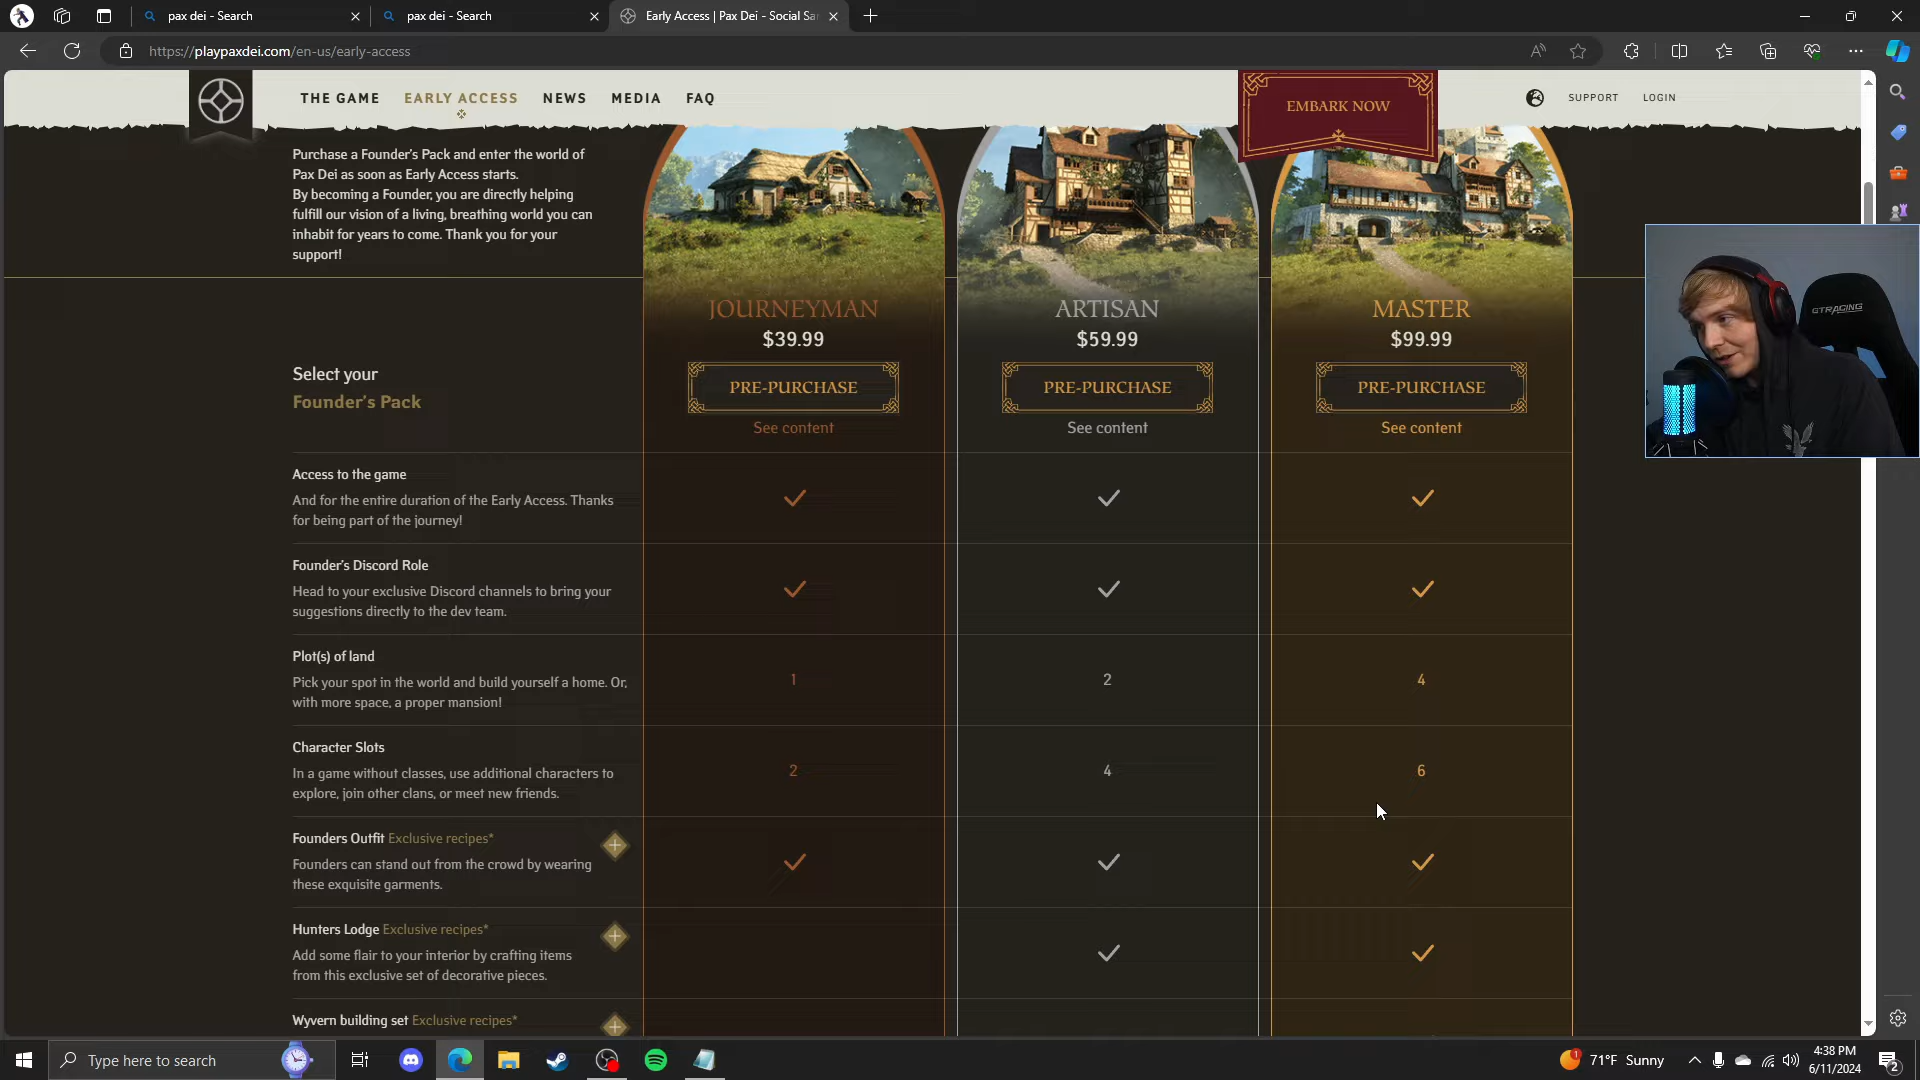 pax dei - Search
pax dei - Search
Early Access | Pax Dei - Social Sa
https://playpaxdei.com/en-us/early-access
THE GAME
EARLY ACCESS
NEWS
MEDIA
FAQ
EMBARK NOW
SUPPORT
LOGIN
Purchase a Founder's Pack and enter the world of
Pax Dei as soon as Early Access starts.
By becoming a Founder, you are directly helping
fulfill our vision of a living, breathing world you can
inhabit for years to come. Thank you for your
support!
JOURNEYMAN
$39.99
PRE-PURCHASE
See content
ARTISAN
$59.99
PRE-PURCHASE
See content
MASTER
$99.99
PRE-PURCHASE
See content
Select your
Founder's Pack
Access to the game
And for the entire duration of the Early Access. Thanks
for being part of the journey!
Founder's Discord Role
Head to your exclusive Discord channels to bring your
suggestions directly to the dev team.
Plot(s) of land
Pick your spot in the world and build yourself a home. Or,
with more space, a proper mansion!
1
2
4
Character Slots
In a game without classes, use additional characters to
explore, join other clans, or meet new friends.
2
4
6
Founders Outfit Exclusive recipes*
Founders can stand out from the crowd by wearing
these exquisite garments.
Hunters Lodge Exclusive recipes*
Add some flair to your interior by crafting items
from this exclusive set of decorative pieces.
Wyvern building set Exclusive recipes*
GTRACING
Type here to search
1
71°F Sunny
4:38 PM
6/11/2024
2